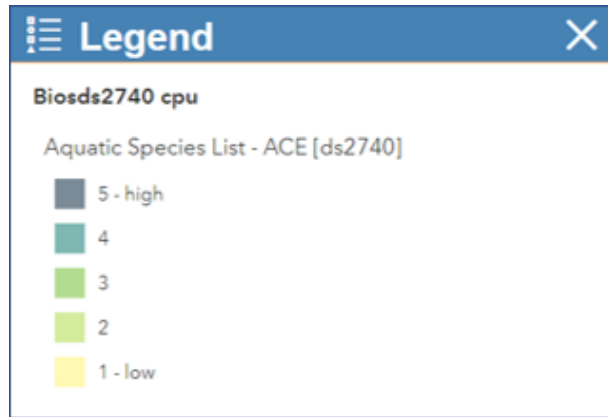 Legend
Biosds2740 cpu
Aquatic Species List - ACE [ds2740]
5 - high
4
3
2
1 - low